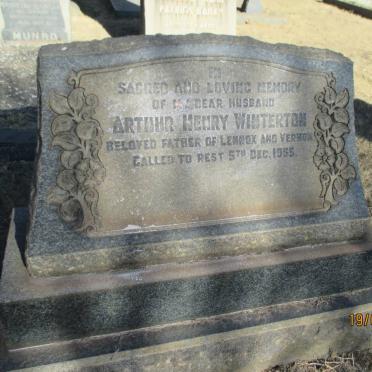 MUNRO
IN
SACRED AND LOVING MEMORY
OF MY DEAR HUSBAND
ARTHUR HENRY WINTERTON
BELOVED FATHER OF LENNOX AND VERNON
CALLED TO REST 5TH DEC. 1955.
19/